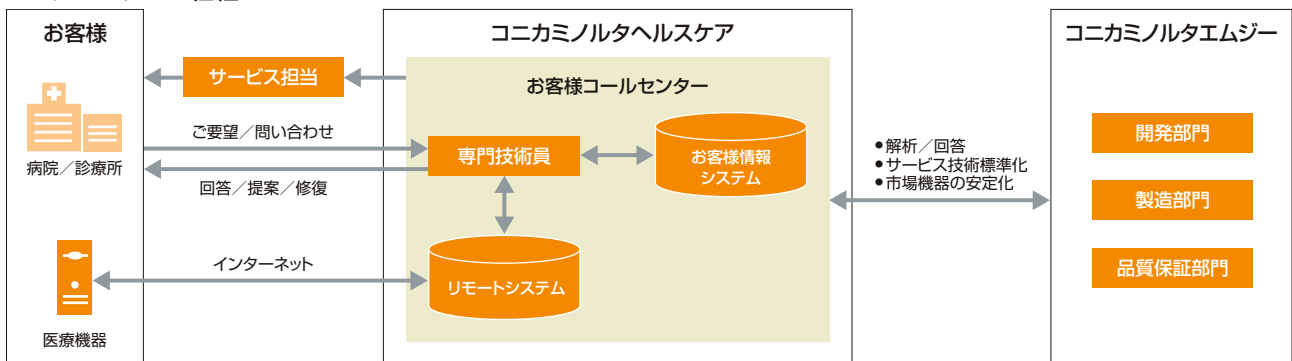 お客様
コニカミノルタヘルスケア
コニカミノルタエムジー
サービス担当
お客様コールセンター
病院／診療所
ご要望／問い合わせ
専門技術員
お客様情報
システム
回答／提案／修復
●解析／回答
●サービス技術標準化
●市場機器の安定化
開発部門
製造部門
品質保証部門
インターネット
リモートシステム
医療機器